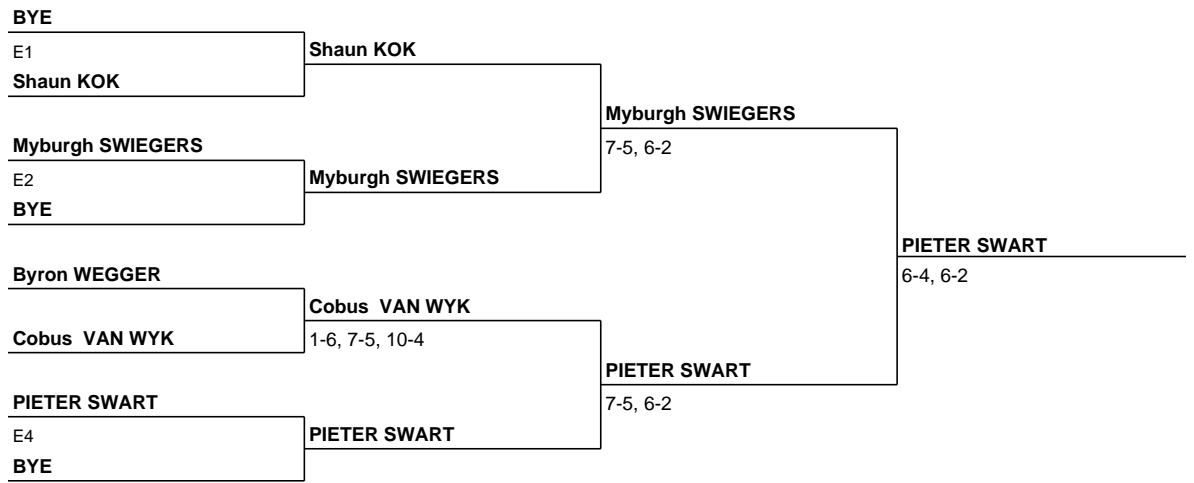 BYE
E1
Shaun KOK
Shaun KOK
Myburgh SWIEGERS
7-5, 6-2
Myburgh SWIEGERS
E2
Myburgh SWIEGERS
BYE
PIETER SWART
6-4, 6-2
Byron WEGGER
Cobus VAN WYK
Cobus VAN WYK
1-6, 7-5, 10-4
PIETER SWART
7-5, 6-2
PIETER SWART
E4
PIETER SWART
BYE